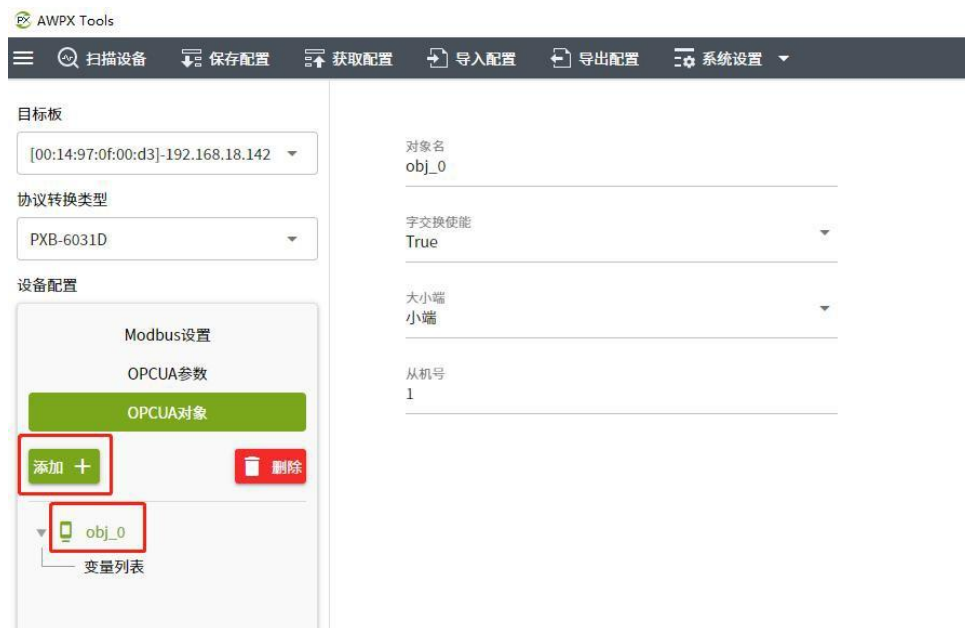 PX AWPX Tools
扫描设备 保存配置 获取配置 导入配置 导出配置 系统设置
目标板
[00:14:97:0f:00:d3]-192.168.18.142
协议转换类型
PXB-6031D
设备配置
Modbus设置
OPCUA参数
OPCUA对象
添加
删除
obj_0
变量列表
对象名
obj_0
字交换使能
True
大小端
小端
从机号
1